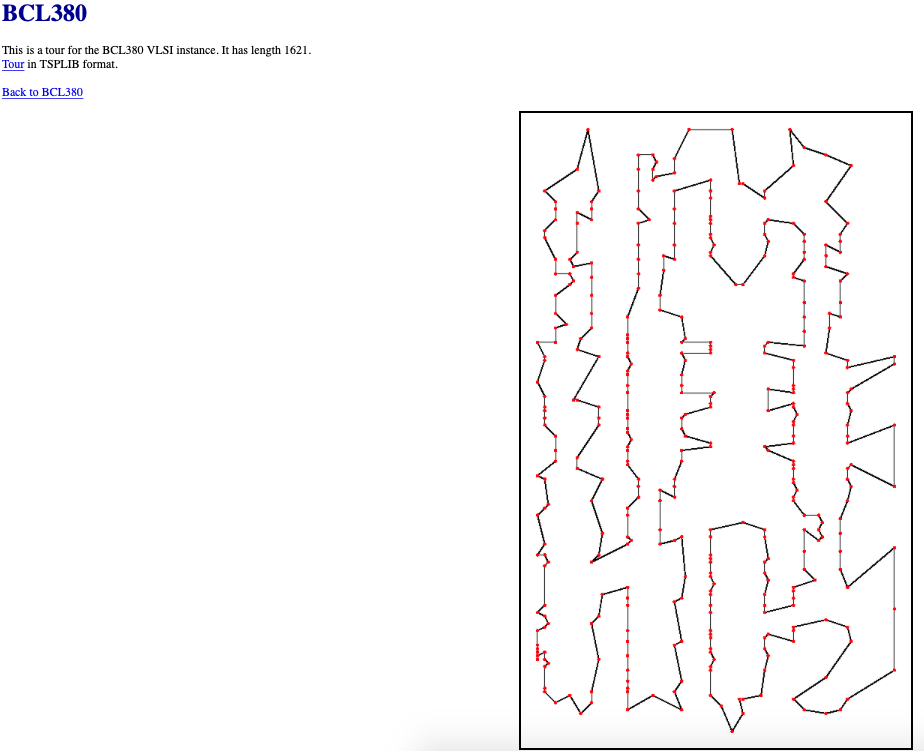 BCL380
This is a tour for the BCL380 VLSI instance. It has length 1621.
Tour in TSPLIB format.
Back to BCL380